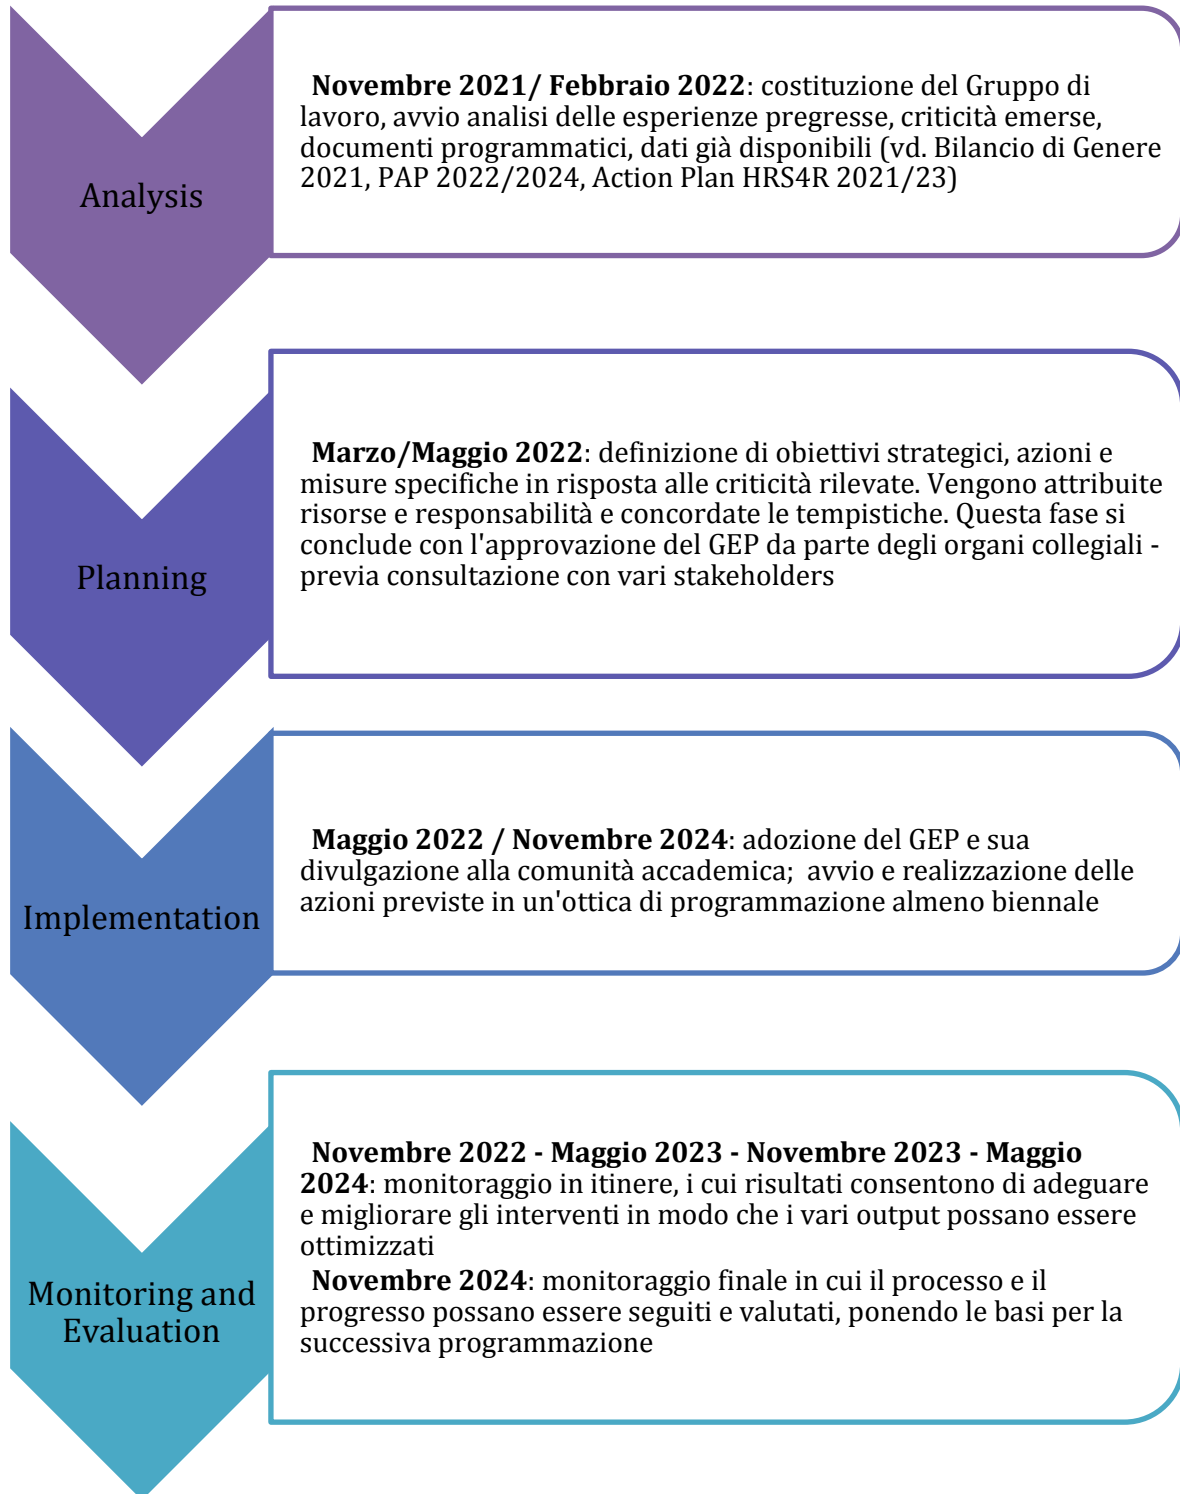 Analysis
Novembre 2021/ Febbraio 2022: costituzione del Gruppo di
lavoro, avvio analisi delle esperienze pregresse, criticità emerse,
documenti programmatici, dati già disponibili (vd. Bilancio di Genere
2021, PAP 2022/2024, Action Plan HRS4R 2021/23)
Planning
Marzo/Maggio 2022: definizione di obiettivi strategici, azioni e
misure specifiche in risposta alle criticità rilevate. Vengono attribuite
risorse e responsabilità e concordate le tempistiche. Questa fase si
conclude con l'approvazione del GEP da parte degli organi collegiali -
previa consultazione con vari stakeholders
Implementation
Maggio 2022 / Novembre 2024: adozione del GEP e sua
divulgazione alla comunità accademica;  avvio e realizzazione delle
azioni previste in un'ottica di programmazione almeno biennale
Monitoring and
Evaluation
Novembre 2022 - Maggio 2023 - Novembre 2023 - Maggio
2024: monitoraggio in itinere, i cui risultati consentono di adeguare
e migliorare gli interventi in modo che i vari output possano essere
ottimizzati
Novembre 2024: monitoraggio finale in cui il processo e il
progresso possano essere seguiti e valutati, ponendo le basi per la
successiva programmazione